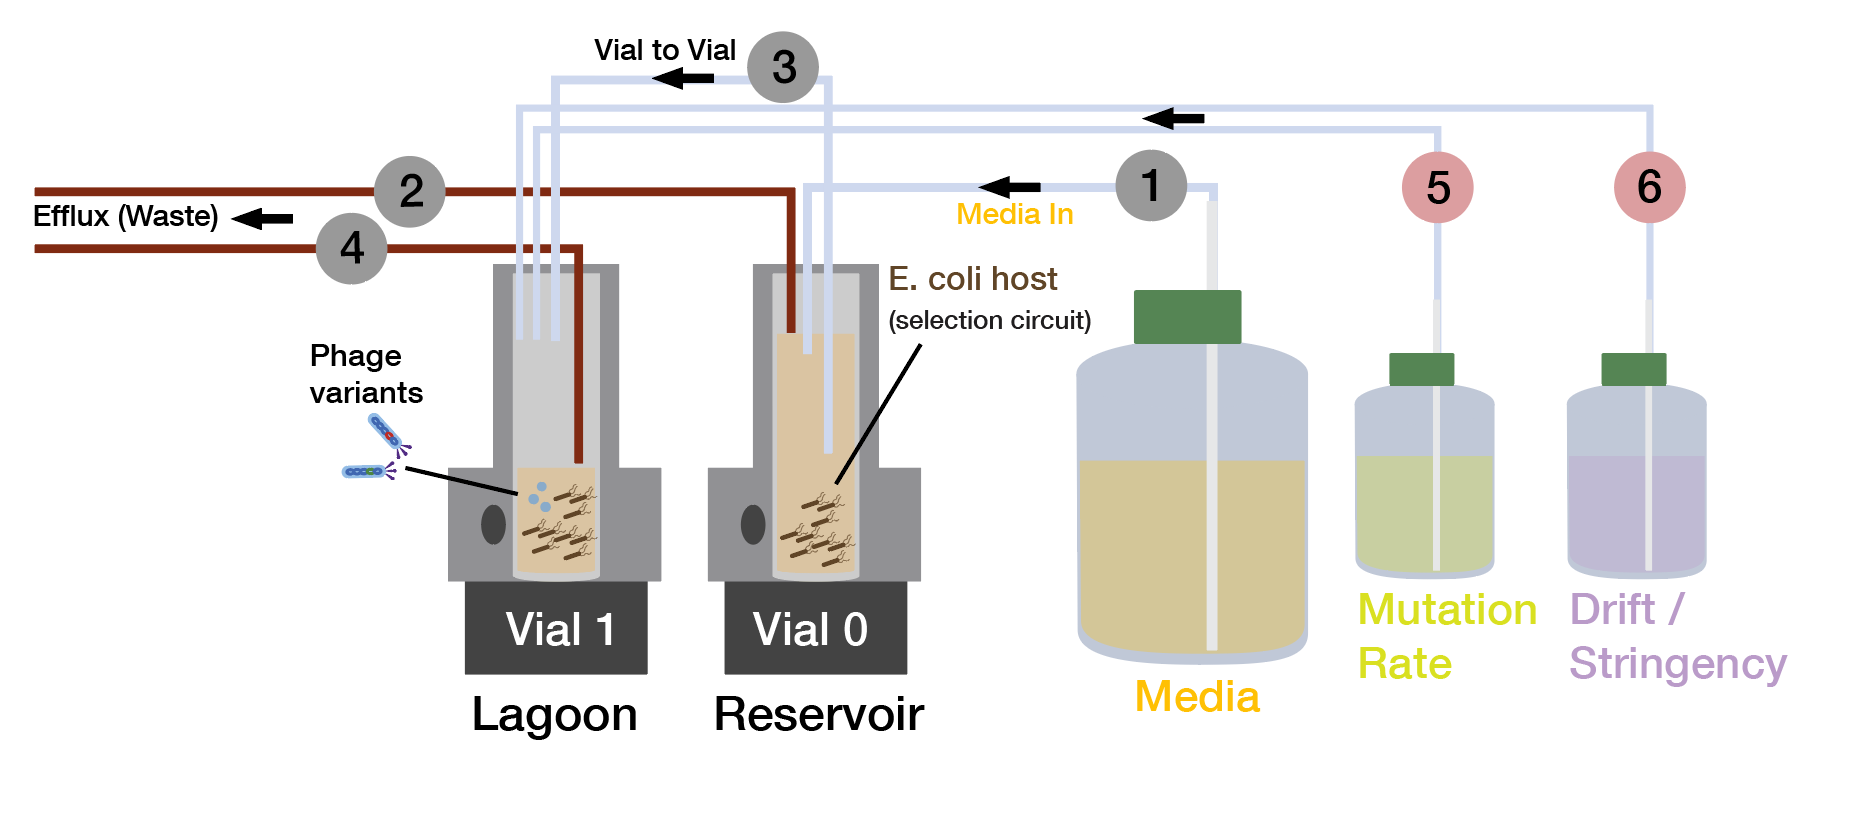 Vial to Vial
3
2
1
5
6
Efflux (Waste)
Media In
4
E. coli host
(selection circuit)
Phage
variants
Vial 1
Vial 0
Mutation
Rate
Drift /
Stringency
Media
Lagoon
Reservoir